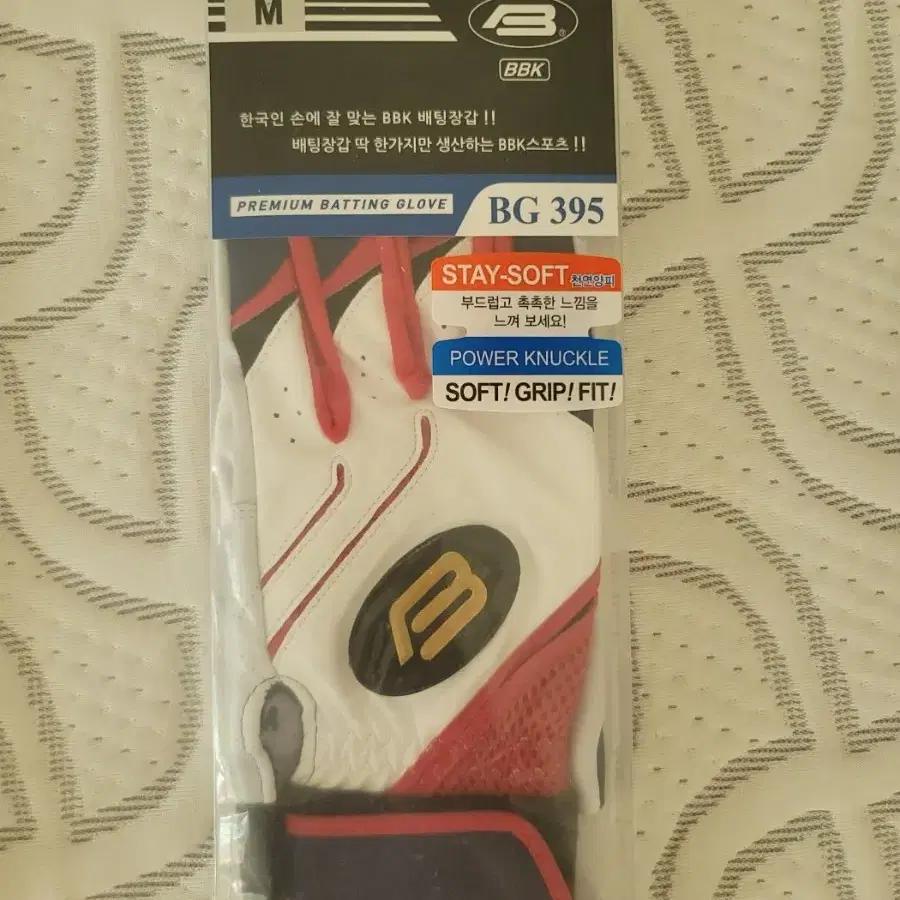 M
B
BBK
한국인 손에 잘 맞는 BBK 배팅장갑 !!
배팅장갑 딱 한가지만 생산하는 BBK스포츠 !!
PREMIUM BATTING GLOVE
BG 395
STAY-SOFT 천연양피
부드럽고 촉촉한 느낌을
느껴 보세요!
POWER KNUCKLE
SOFT! GRIP! FIT!
B